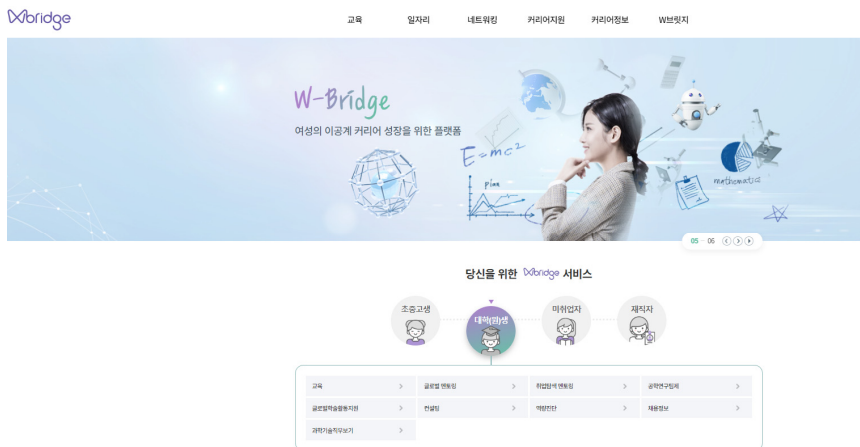 Wbridge
교육 일자리 네트워킹 커리어지원 커리어정보 W브릿지
W-Bridge
여성의 이공계 커리어 성장을 위한 플랫폼
E=mc²
plan
mathematics
05 06
당신을 위한 Wbridge 서비스
초중고생 대학(원)생 미취업자 재직자
교육 글로벌 멘토링 취업탐색 멘토링 공학연구팀제
글로벌학술활동지원 컨설팅 역량진단 채용정보
과학기술직무보기